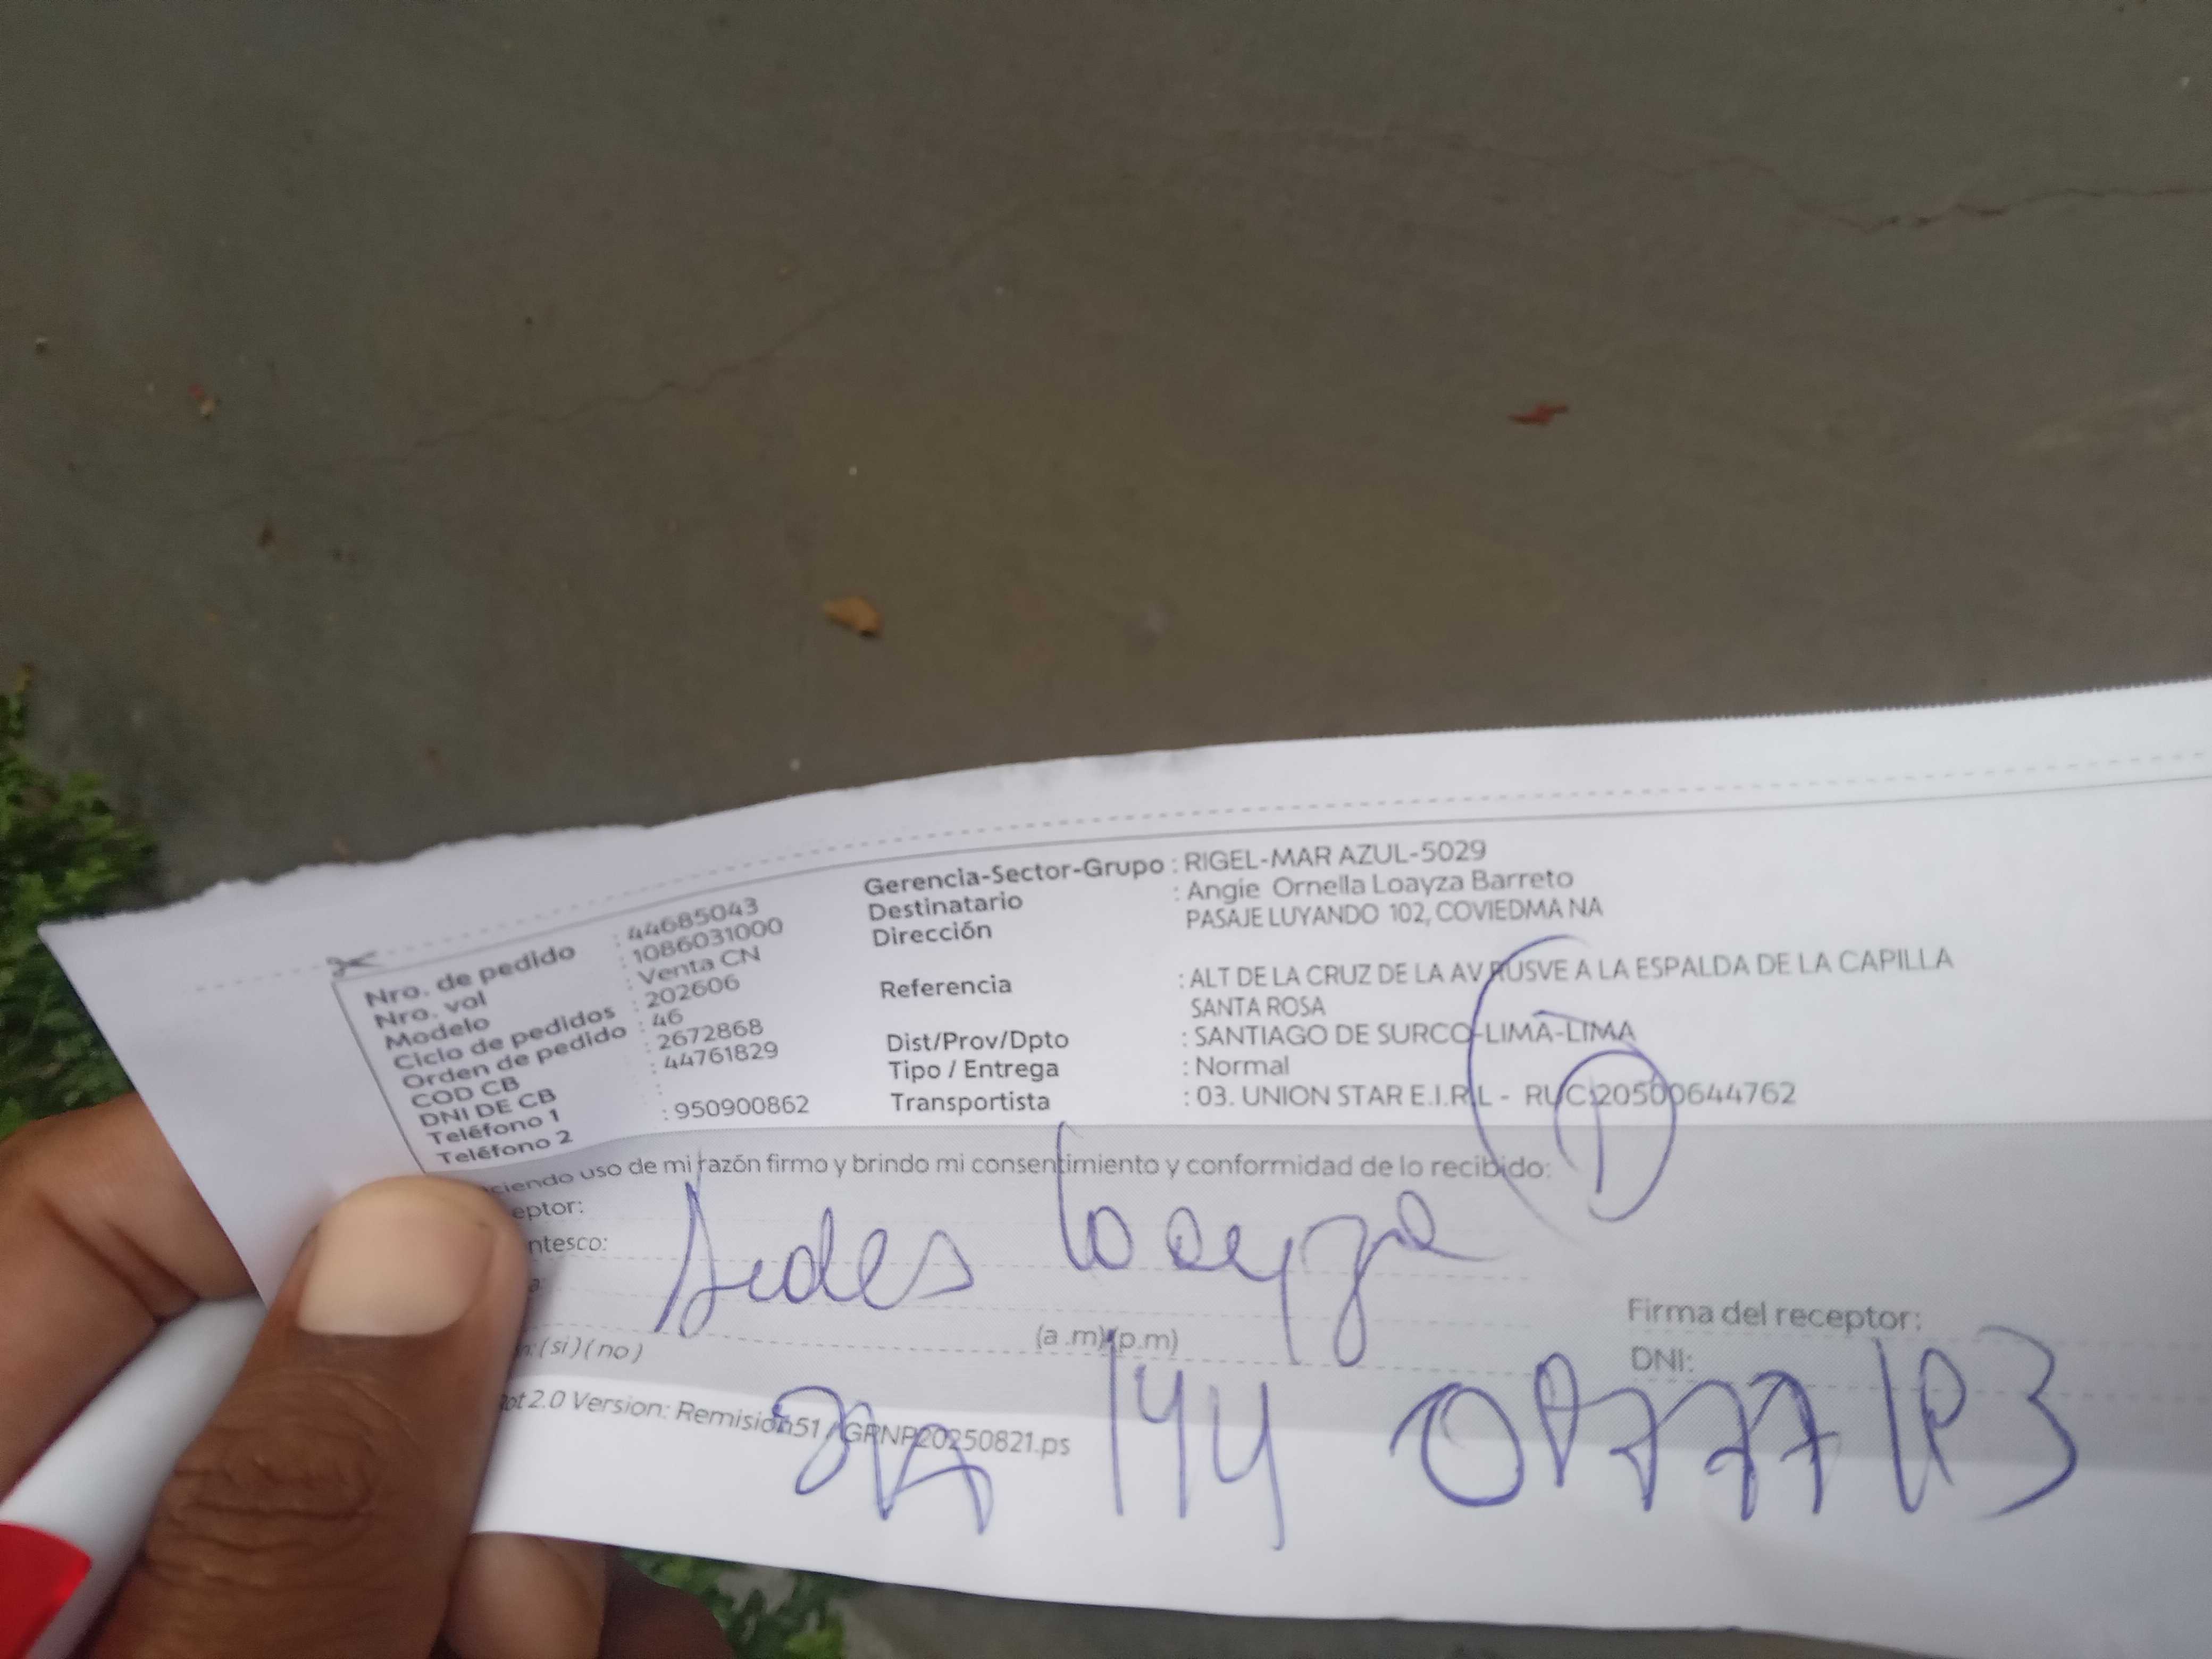 Nro. de pedido : 44685043
Nro. vol : 1086031000
Modelo : Venta CN
Ciclo de pedidos : 202606
Orden de pedido : 46
COD CB : 2672868
DNI DE CB : 44761829
Teléfono 1 :
Teléfono 2 : 950900862
Gerencia-Sector-Grupo : RIGEL-MAR AZUL-5029
Destinatario : Angie Ornella Loayza Barreto
Dirección PASAJE LUYANDO 102, COVIEDMA NA
Referencia : ALT DE LA CRUZ DE LA AV RUSVE A LA ESPALDA DE LA CAPILLA
SANTA ROSA
Dist/Prov/Dpto : SANTIAGO DE SURCO-LIMA-LIMA
Tipo / Entrega : Normal
Transportista : 03. UNION STAR E.I.R.L - RUC:20500644762
ciendo uso de mi razón firmo y brindo mi consentimiento y conformidad de lo recibido:
eptor:
ntesco:
a:
Loayza
(a .m)(p.m)
Firma del receptor:
DNI:
n: ( si ) ( no )
ot 2.0 Version: Remision51 / GRNP20250821.ps